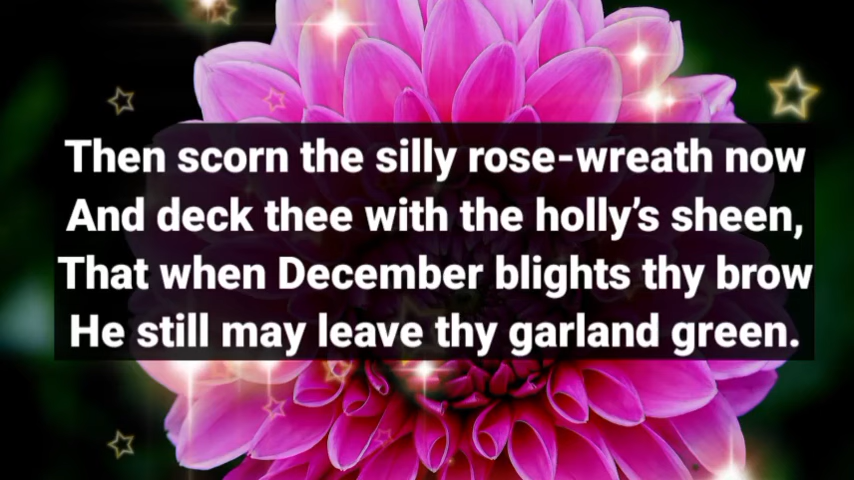 Then scorn the silly rose-wreath now
And deck thee with the holly’s sheen,
That when December blights thy brow
He still may leave thy garland green.